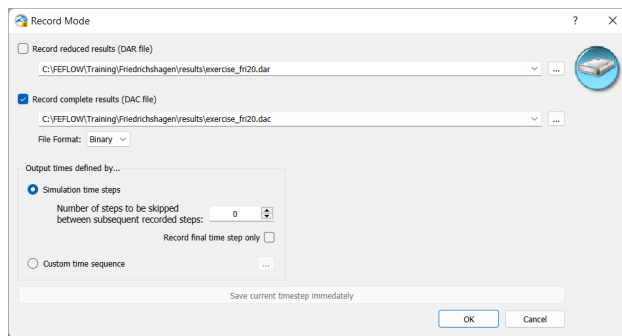 Record Mode
?
Record reduced results (DAR file)
C:\FEFLOW\Training\Friedrichshagen\results\exercise_fri20.dar
...
Record complete results (DAC file)
C:\FEFLOW\Training\Friedrichshagen\results\exercise_fri20.dac
...
File Format: Binary
Output times defined by...
Simulation time steps
Number of steps to be skipped
between subsequent recorded steps: 0
Record final time step only
Custom time sequence
...
Save current timestep immedately
OK Cancel